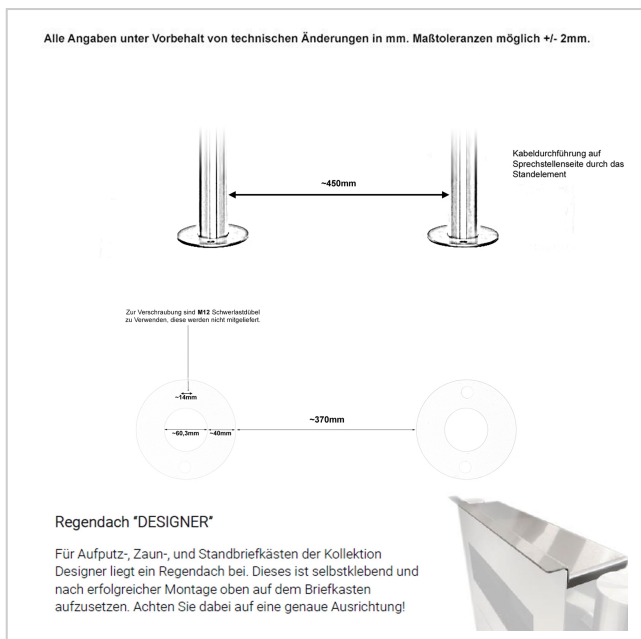 Alle Angaben unter Vorbehalt von technischen Änderungen in mm. Maßtoleranzen möglich +/- 2mm.
~450mm
Kabeldurchführung auf
Sprechstellenseite durch das
Standelement
Zur Verschraubung sind M12 Schwerlastdübel
zu Verwenden, diese werden nicht mitgeliefert.
~14mm
~60,3mm
~40mm
~370mm
Regendach "DESIGNER"
Für Aufputz-, Zaun-, und Standbriefkästen der Kollektion
Designer liegt ein Regendach bei. Dieses ist selbstklebend und
nach erfolgreicher Montage oben auf dem Briefkasten
aufzusetzen. Achten Sie dabei auf eine genaue Ausrichtung!